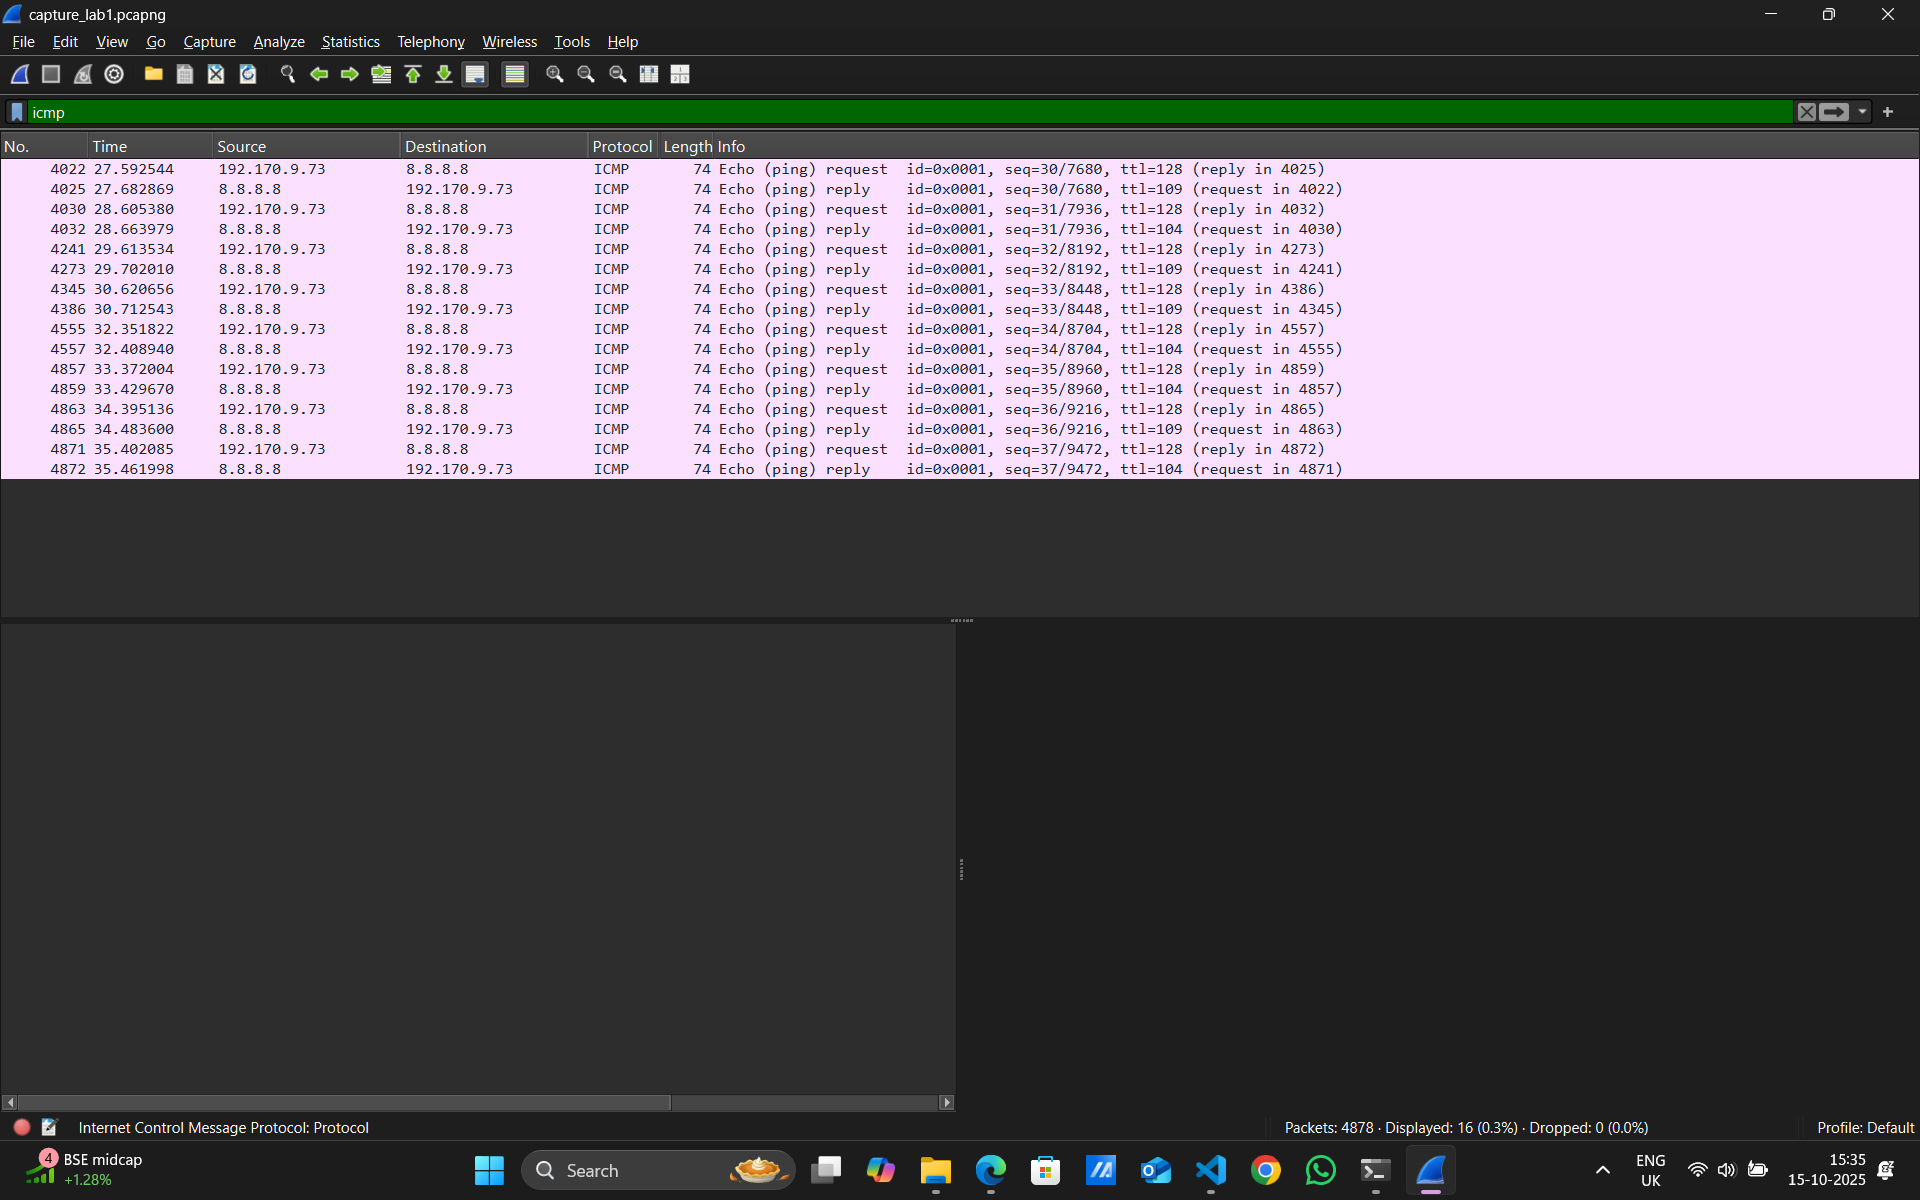 capture_lab1.pcapng
File Edit View Go Capture Analyze Statistics Telephony Wireless Tools Help
icmp
No. Time Source Destination Protocol Length Info
4022 27.592544 192.170.9.73 8.8.8.8 ICMP 74 Echo (ping) request id=0x0001, seq=30/7680, ttl=128 (reply in 4025)
4025 27.682869 8.8.8.8 192.170.9.73 ICMP 74 Echo (ping) reply id=0x0001, seq=30/7680, ttl=109 (request in 4022)
4030 28.605380 192.170.9.73 8.8.8.8 ICMP 74 Echo (ping) request id=0x0001, seq=31/7936, ttl=128 (reply in 4032)
4032 28.663979 8.8.8.8 192.170.9.73 ICMP 74 Echo (ping) reply id=0x0001, seq=31/7936, ttl=104 (request in 4030)
4241 29.613534 192.170.9.73 8.8.8.8 ICMP 74 Echo (ping) request id=0x0001, seq=32/8192, ttl=128 (reply in 4273)
4273 29.702010 8.8.8.8 192.170.9.73 ICMP 74 Echo (ping) reply id=0x0001, seq=32/8192, ttl=109 (request in 4241)
4345 30.620656 192.170.9.73 8.8.8.8 ICMP 74 Echo (ping) request id=0x0001, seq=33/8448, ttl=128 (reply in 4386)
4386 30.712543 8.8.8.8 192.170.9.73 ICMP 74 Echo (ping) reply id=0x0001, seq=33/8448, ttl=109 (request in 4345)
4555 32.351822 192.170.9.73 8.8.8.8 ICMP 74 Echo (ping) request id=0x0001, seq=34/8704, ttl=128 (reply in 4557)
4557 32.408940 8.8.8.8 192.170.9.73 ICMP 74 Echo (ping) reply id=0x0001, seq=34/8704, ttl=104 (request in 4555)
4857 33.372004 192.170.9.73 8.8.8.8 ICMP 74 Echo (ping) request id=0x0001, seq=35/8960, ttl=128 (reply in 4859)
4859 33.429670 8.8.8.8 192.170.9.73 ICMP 74 Echo (ping) reply id=0x0001, seq=35/8960, ttl=104 (request in 4857)
4863 34.395136 192.170.9.73 8.8.8.8 ICMP 74 Echo (ping) request id=0x0001, seq=36/9216, ttl=128 (reply in 4865)
4865 34.483600 8.8.8.8 192.170.9.73 ICMP 74 Echo (ping) reply id=0x0001, seq=36/9216, ttl=109 (request in 4863)
4871 35.402085 192.170.9.73 8.8.8.8 ICMP 74 Echo (ping) request id=0x0001, seq=37/9472, ttl=128 (reply in 4872)
4872 35.461998 8.8.8.8 192.170.9.73 ICMP 74 Echo (ping) reply id=0x0001, seq=37/9472, ttl=104 (request in 4871)
Internet Control Message Protocol: Protocol
Packets: 4878 · Displayed: 16 (0.3%) · Dropped: 0 (0.0%)
Profile: Default
4
BSE midcap
+1.28%
Search
ENG
UK
15:35
15-10-2025